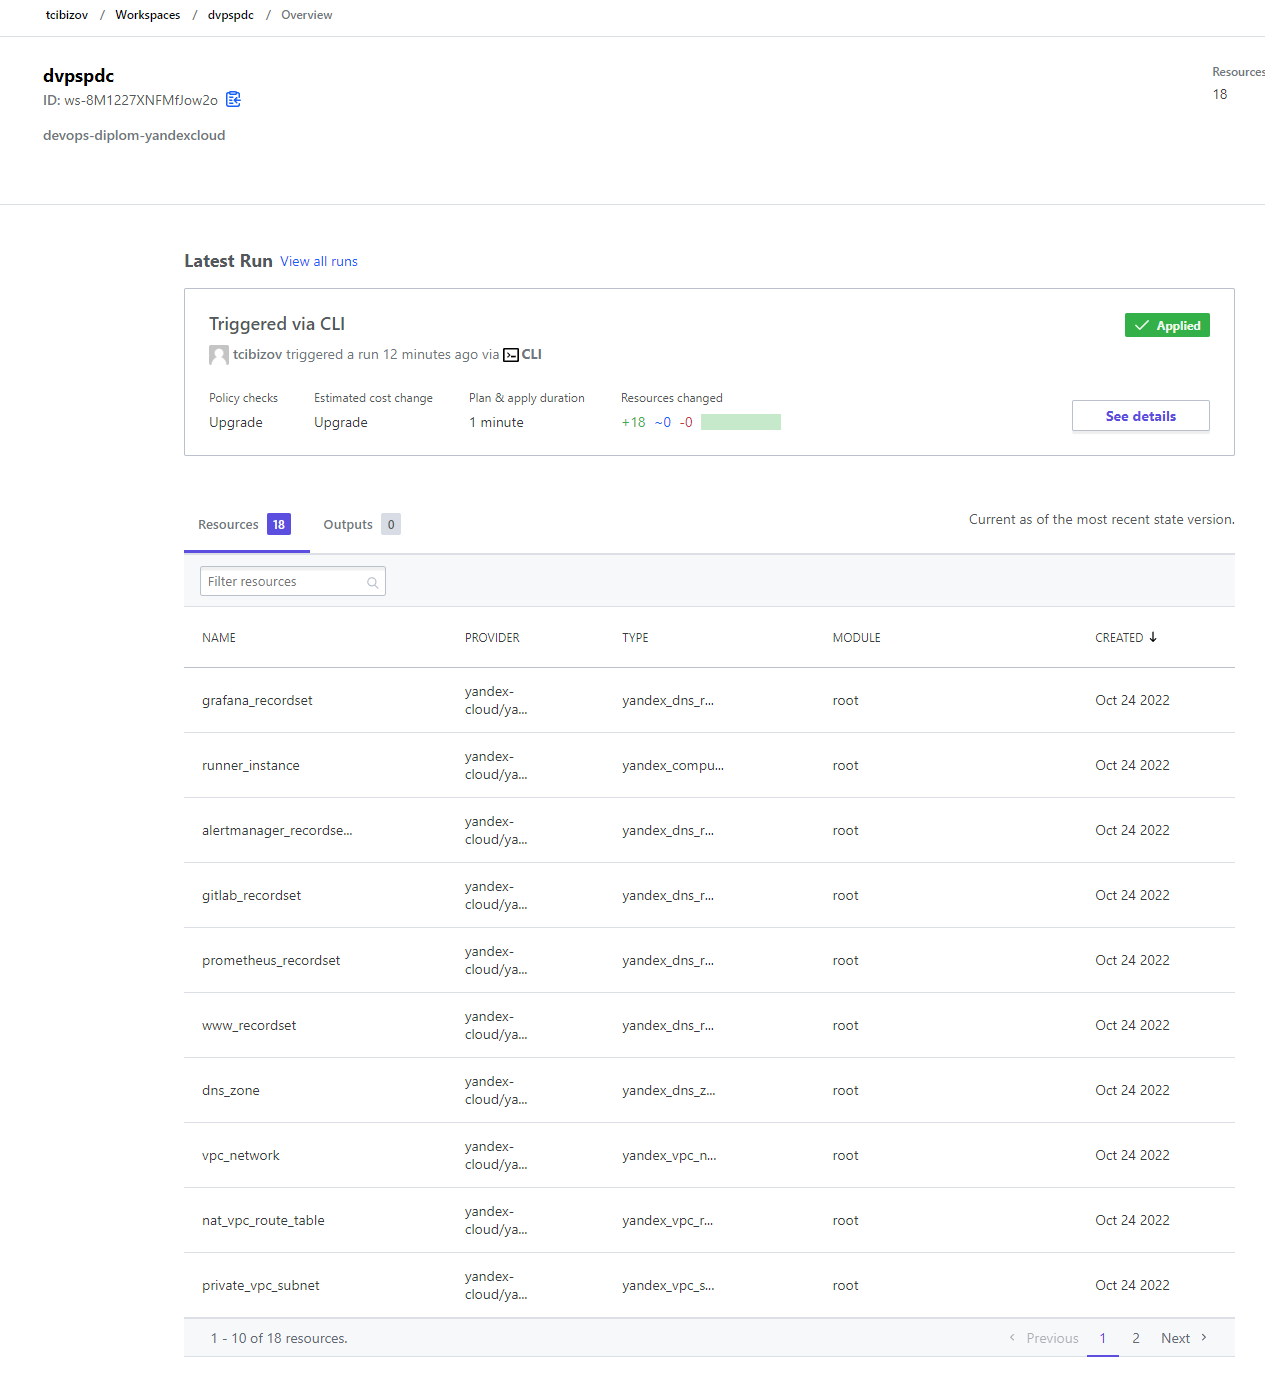 tcibizov / Workspaces / dvpspdc / Overview
dvpspdc
Resources
ID: ws-8M1227XNFMfJow2o
18
devops-diplom-yandexcloud
Latest Run View all runs
Triggered via CLI
Applied
tcibizov triggered a run 12 minutes ago via CLI
Policy checks Estimated cost change Plan & apply duration Resources changed
Upgrade Upgrade 1 minute +18 ~0 -0
See details
Resources 18 Outputs 0
Current as of the most recent state version.
Filter resources
NAME PROVIDER TYPE MODULE CREATED
grafana_recordset yandex-cloud/ya... yandex_dns_r... root Oct 24 2022
runner_instance yandex-cloud/ya... yandex_compu... root Oct 24 2022
alertmanager_recordse... yandex-cloud/ya... yandex_dns_r... root Oct 24 2022
gitlab_recordset yandex-cloud/ya... yandex_dns_r... root Oct 24 2022
prometheus_recordset yandex-cloud/ya... yandex_dns_r... root Oct 24 2022
www_recordset yandex-cloud/ya... yandex_dns_r... root Oct 24 2022
dns_zone yandex-cloud/ya... yandex_dns_z... root Oct 24 2022
vpc_network yandex-cloud/ya... yandex_vpc_n... root Oct 24 2022
nat_vpc_route_table yandex-cloud/ya... yandex_vpc_r... root Oct 24 2022
private_vpc_subnet yandex-cloud/ya... yandex_vpc_s... root Oct 24 2022
1 - 10 of 18 resources.
Previous 1 2 Next